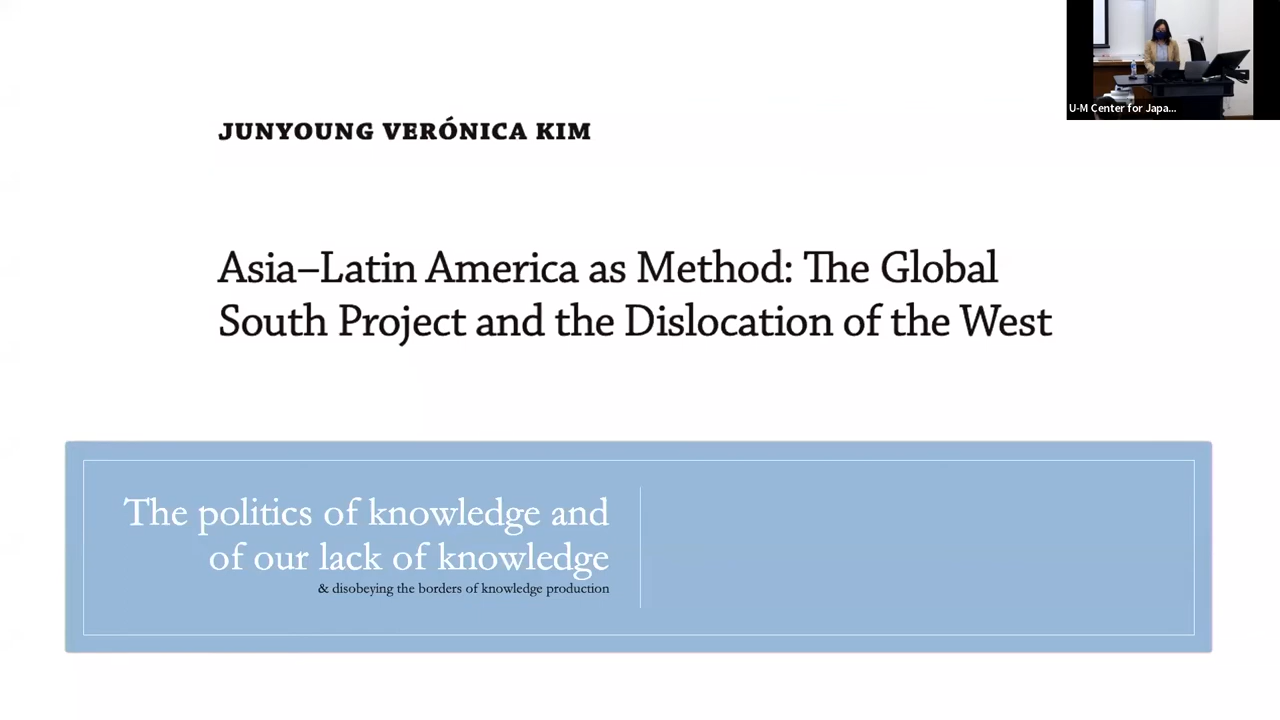 JUNYOUNG VERÓNICA KIM
Asia–Latin America as Method: The Global
South Project and the Dislocation of the West
The politics of knowledge and
of our lack of knowledge
& disobeying the borders of knowledge production
U-M Center for Japa...